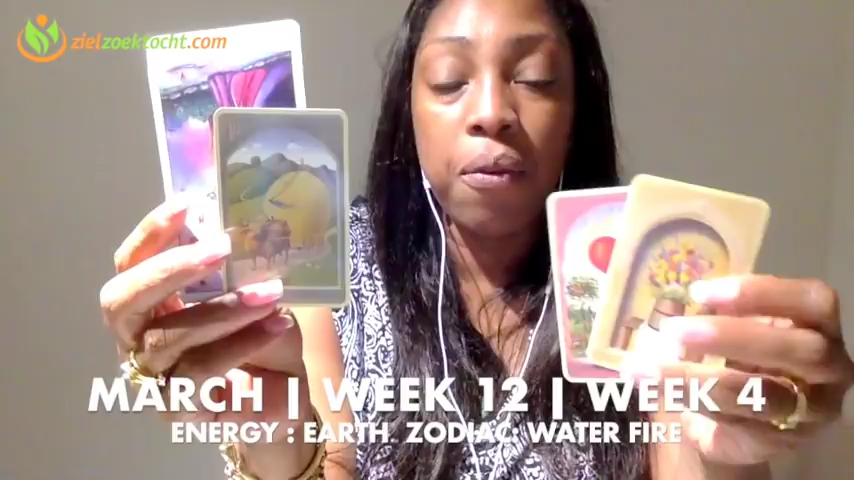 zielzoektocht.com
MARCH | WEEK 12 | WEEK 4
ENERGY : EARTH. ZODIAC: WATER FIRE